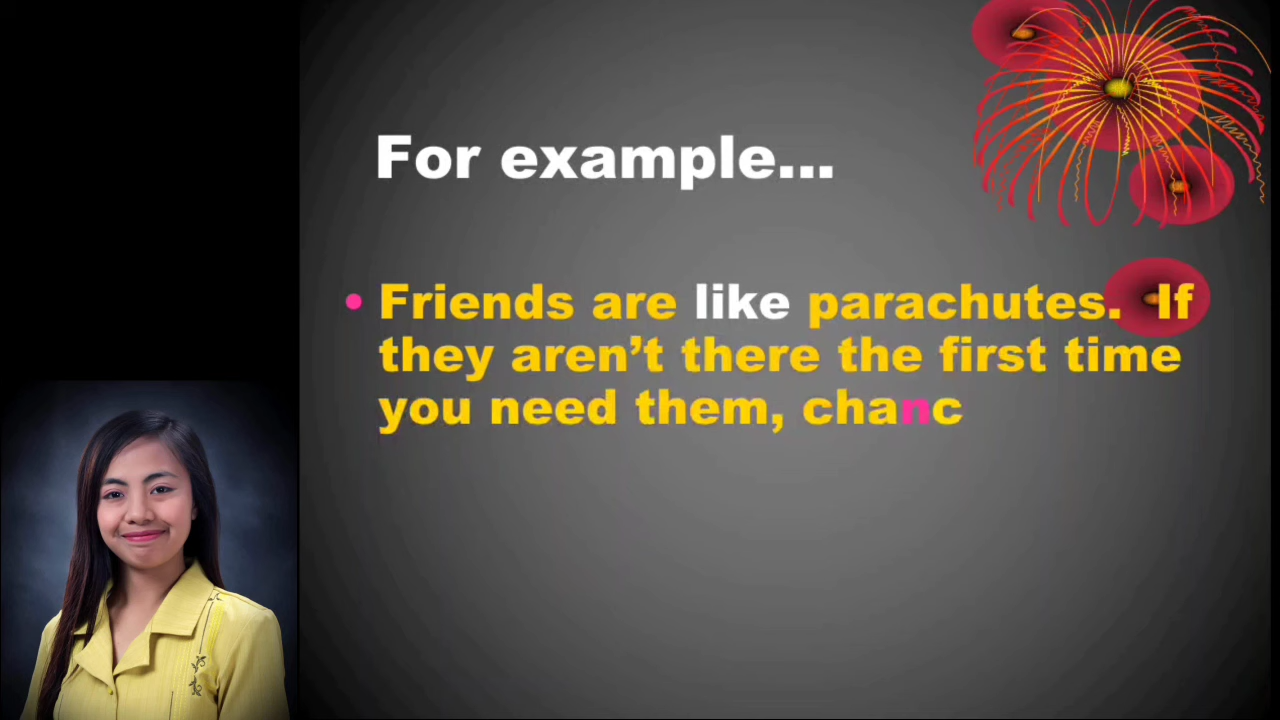 For example...
• Friends are like parachutes. If
they aren't there the first time
you need them, chanc